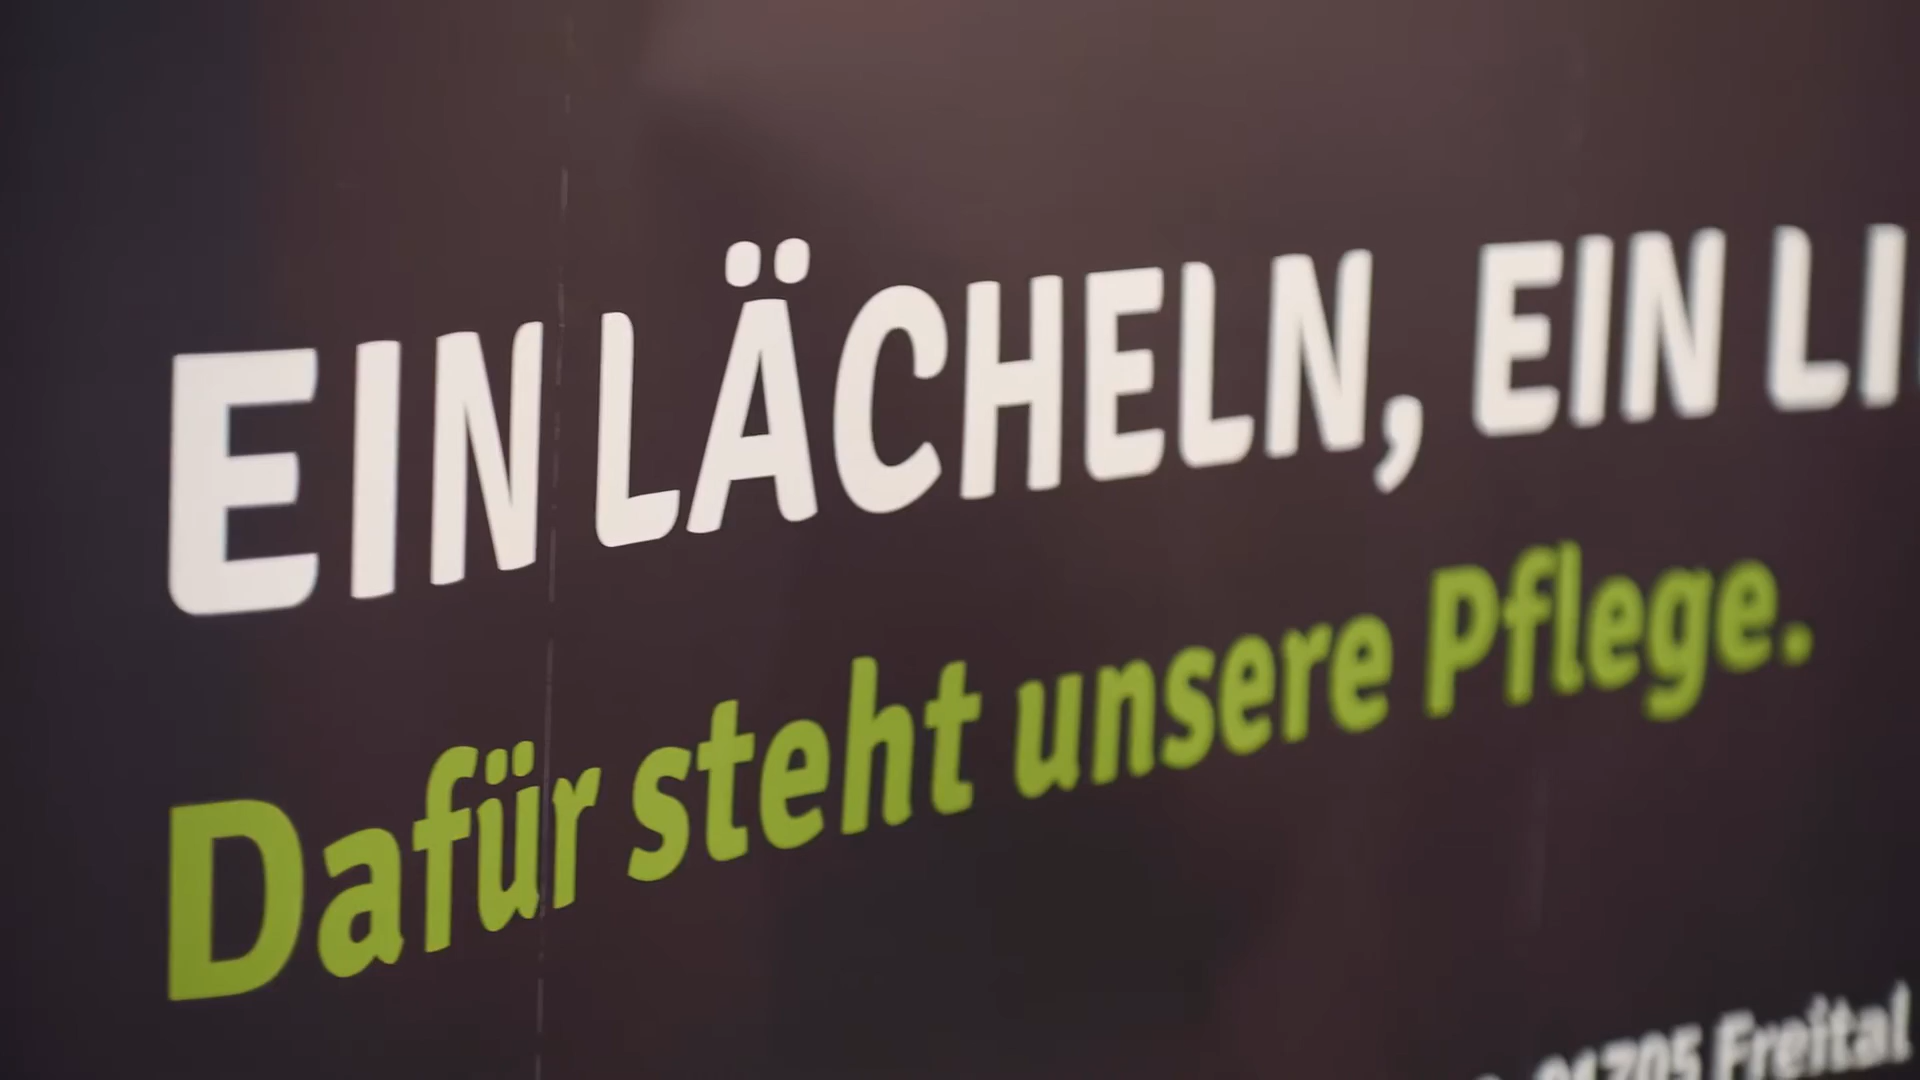 EIN LÄCHELN, EIN LI
Dafür steht unsere Pflege.
01705 Freital